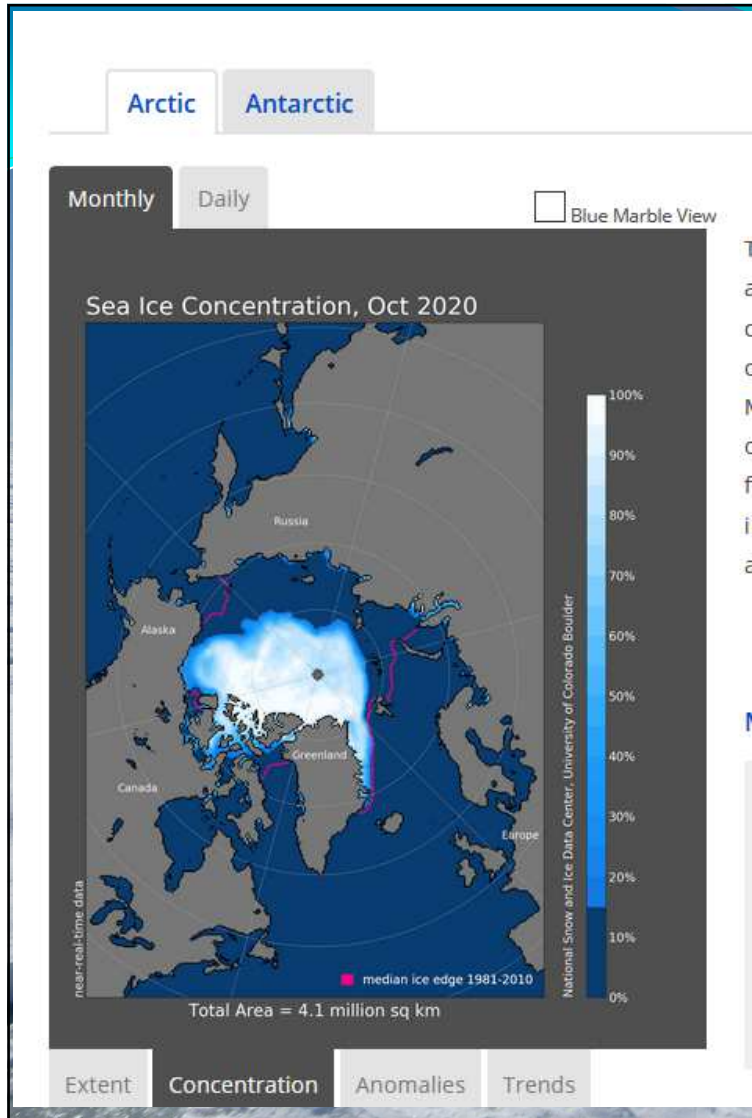 Arctic
Antarctic
Monthly
Daily
Blue Marble View
Sea Ice Concentration, Oct 2020
Russia
Alaska
Greenland
Canada
Europe
near-real-time data
median ice edge 1981-2010
Total Area = 4.1 million sq km
National Snow and Ice Data Center, University of Colorado Boulder
100%
90%
80%
70%
60%
50%
40%
30%
20%
10%
0%
Extent
Concentration
Anomalies
Trends